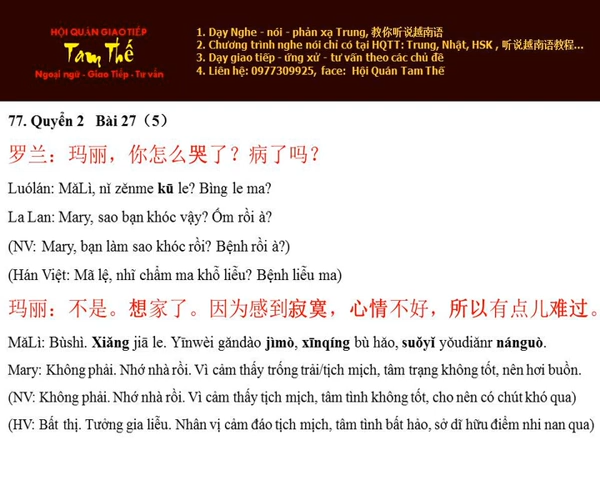 HỘI QUÁN GIAO TIẾP
Tam Thế
Ngoại ngữ - Giao Tiếp - Tư vấn
1. Dạy Nghe - nói - phản xạ Trung, 教你听说越南语
2. Chương trình nghe nói chỉ có tại HQTT: Trung, Nhật, HSK , 听说越南语教程...
3. Dạy giao tiếp - ứng xử - tư vấn theo các chủ đề
4. Liên hệ: 0977309925, face: Hội Quán Tam Thế
77. Quyển 2 Bài 27（5）
罗兰：玛丽，你怎么哭了？病了吗？
Luólán: MǎLì, nǐ zěnme kū le? Bìng le ma?
La Lan: Mary, sao bạn khóc vậy? Ốm rồi à?
(NV: Mary, bạn làm sao khóc rồi? Bệnh rồi à?)
(Hán Việt: Mã lệ, nhĩ chẩm ma khỗ liễu? Bệnh liễu ma)
玛丽：不是。想家了。因为感到寂寞，心情不好，所以有点儿难过。
MǎLì: Bùshì. Xiǎng jiā le. Yīnwèi gǎndào jìmò, xīnqíng bù hǎo, suǒyǐ yǒudiǎnr nánguò.
Mary: Không phải. Nhớ nhà rồi. Vì cảm thấy trống trải/tịch mịch, tâm trạng không tốt, nên hơi buồn.
(NV: Không phải. Nhớ nhà rồi. Vì cảm thấy tịch mịch, tâm tình không tốt, cho nên có chút khó qua)
(HV: Bất thị. Tưởng gia liễu. Nhân vị cảm đáo tịch mịch, tâm tình bất hảo, sở dĩ hữu điểm nhi nan qua)